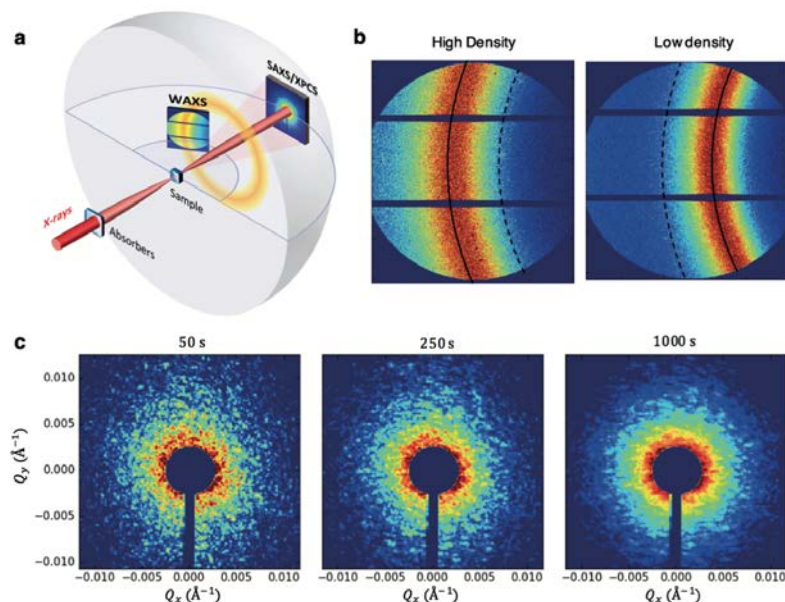 a
SAXS/XPCS
WAXS
Sample
X-rays
Absorbers
b
High Density
Low density
c
50 s
250 s
1000 s
0.010
0.005
0.000
−0.005
−0.010
Qy (Å⁻¹)
−0.010 −0.005 0.000 0.005 0.010
−0.010 −0.005 0.000 0.005 0.010
−0.010 −0.005 0.000 0.005 0.010
Qx (Å⁻¹)
Qx (Å⁻¹)
Qx (Å⁻¹)